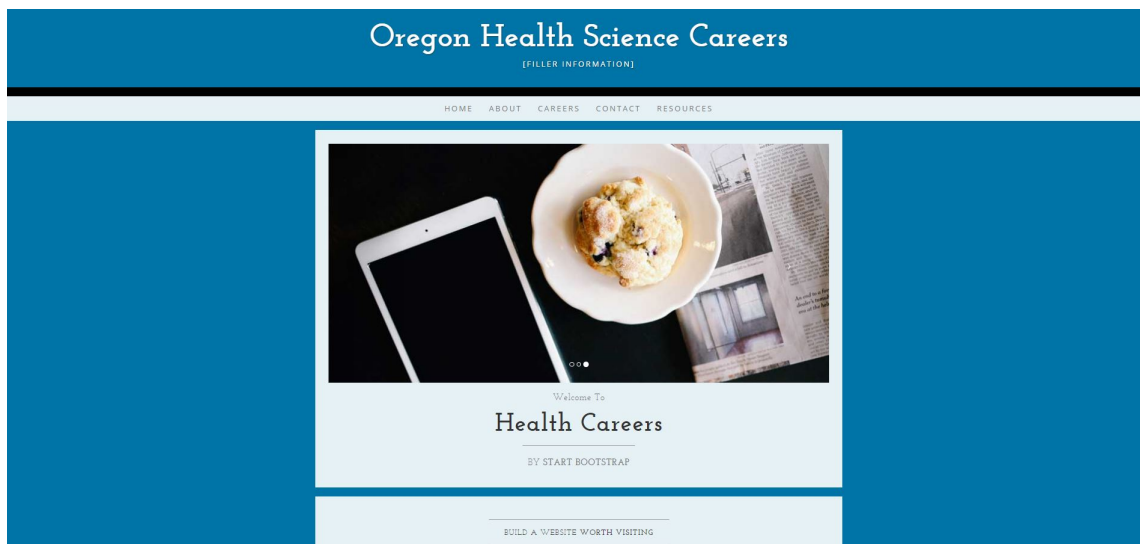 Oregon Health Science Careers
[FILLER INFORMATION]
HOME ABOUT CAREERS CONTACT RESOURCES
Welcome To
Health Careers
BY START BOOTSTRAP
BUILD A WEBSITE WORTH VISITING